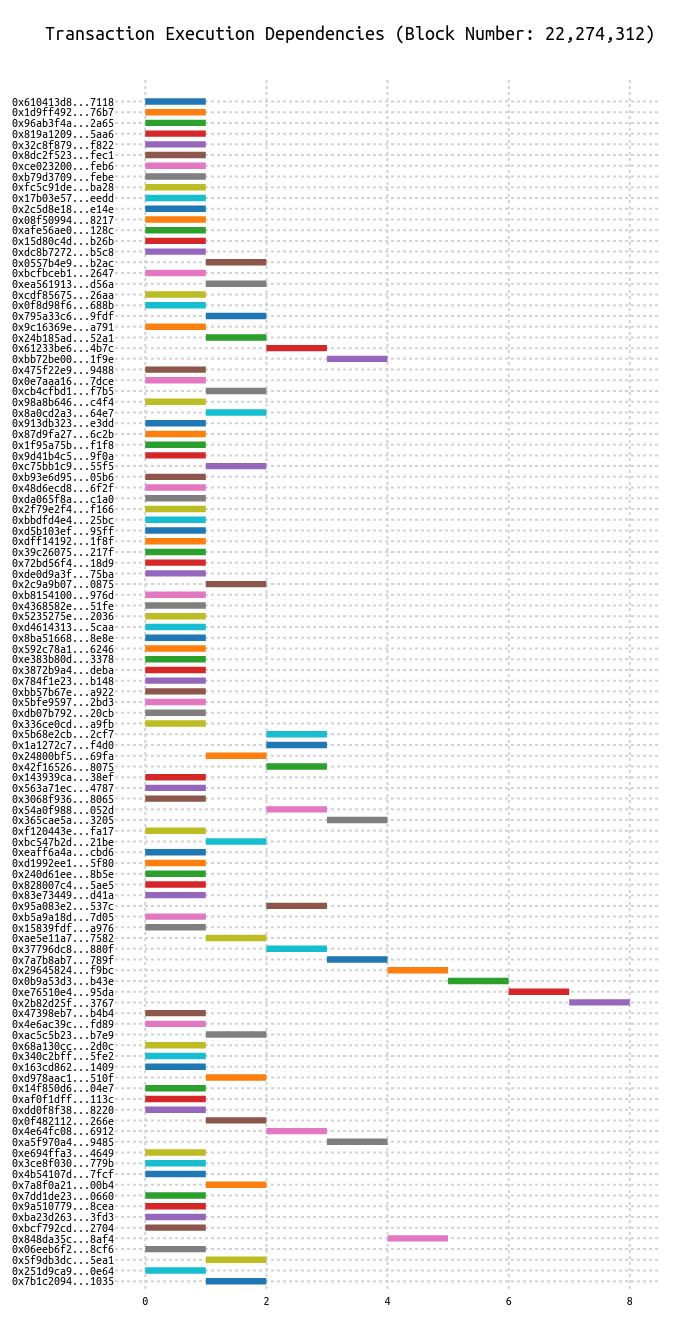 Transaction Execution Dependencies (Block Number: 22,274,312)
0x610413d8...7118
0x1d9ff492...76b7
0x96ab3f4a...2a65
0x819a1209...5aa6
0x32c8f879...f822
0x8dc2f523...fec1
0xce023200...feb6
0xb79d3709...febe
0xfc5c91de...ba28
0x17b03e57...eedd
0x2c5d8e18...e14e
0x08f50994...8217
0xafe56ae0...128c
0x15d80c4d...b26b
0xdc8b7272...b5c8
0x0557b4e9...b2ac
0xbcfbceb1...2647
0xea561913...d56a
0xcdf85675...26aa
0x0f8d98f6...688b
0x795a33c6...9fdf
0x9c16369e...a791
0x24b185ad...52a1
0x61233be6...4b7c
0xbb72be00...1f9e
0x475f22e9...9488
0x0e7aaa16...7dce
0xcb4cfbd1...f7b5
0x98a8b646...c4f4
0x8a0cd2a3...64e7
0x913db323...e3dd
0x87d9fa27...6c2b
0x1f95a75b...f1f8
0x9d41b4c5...9f0a
0xc75bb1c9...55f5
0xb93e6d95...05b6
0x48d6ecd8...6f2f
0xda065f8a...c1a0
0x2f79e2f4...f166
0xbbdfd4e4...25bc
0xd5b103ef...95ff
0xdff14192...1f8f
0x39c26075...217f
0x72bd56f4...18d9
0xde0d9a3f...75ba
0x2c9a9b07...0875
0xb8154100...976d
0x4368582e...51fe
0x5235275e...2036
0xd4614313...5caa
0x8ba51668...8e8e
0x592c78a1...6246
0xe383b80d...3378
0x3872b9a4...deba
0x784f1e23...b148
0xbb57b67e...a922
0x5bfe9597...2bd3
0xdb07b792...20cb
0x336ce0cd...a9fb
0x5b68e2cb...2cf7
0x1a1272c7...f4d0
0x24800bf5...69fa
0x42f16526...8075
0x143939ca...38ef
0x563a71ec...4787
0x3068f936...8065
0x54a0f988...052d
0x365cae5a...3205
0xf120443e...fa17
0xbc547b2d...21be
0xeaff6a4a...cbd6
0xd1992ee1...5f80
0x240d61ee...8b5e
0x828007c4...5ae5
0x83e73449...d41a
0x95a083e2...537c
0xb5a9a18d...7d05
0x15839fdf...a976
0xae5e11a7...7582
0x37796dc8...880f
0x7a7b8ab7...789f
0x29645824...f9bc
0x0b9a53d3...b43e
0xe76510e4...95da
0x2b82d25f...3767
0x47398eb7...b4b4
0x4e6ac39c...fd89
0xac5c5b23...b7e9
0x68a130cc...2d0c
0x340c2bff...5fe2
0x163cd862...1409
0xd978aac1...510f
0x14f850d6...04e7
0xaf0f1dff...113c
0xdd0f8f38...8220
0x0f482112...266e
0x4e64fc08...6912
0xa5f970a4...9485
0xe694ffa3...4649
0x3ce8f030...779b
0x4b54107d...7fcf
0x7a8f0a21...00b4
0x7dd1de23...0660
0x9a510779...8cea
0xba23d263...3fd3
0xbcf792cd...2704
0x848da35c...8af4
0x06eeb6f2...8cf6
0x5f9db3dc...5ea1
0x251d9ca9...0e64
0x7b1c2094...1035
0 2 4 6 8